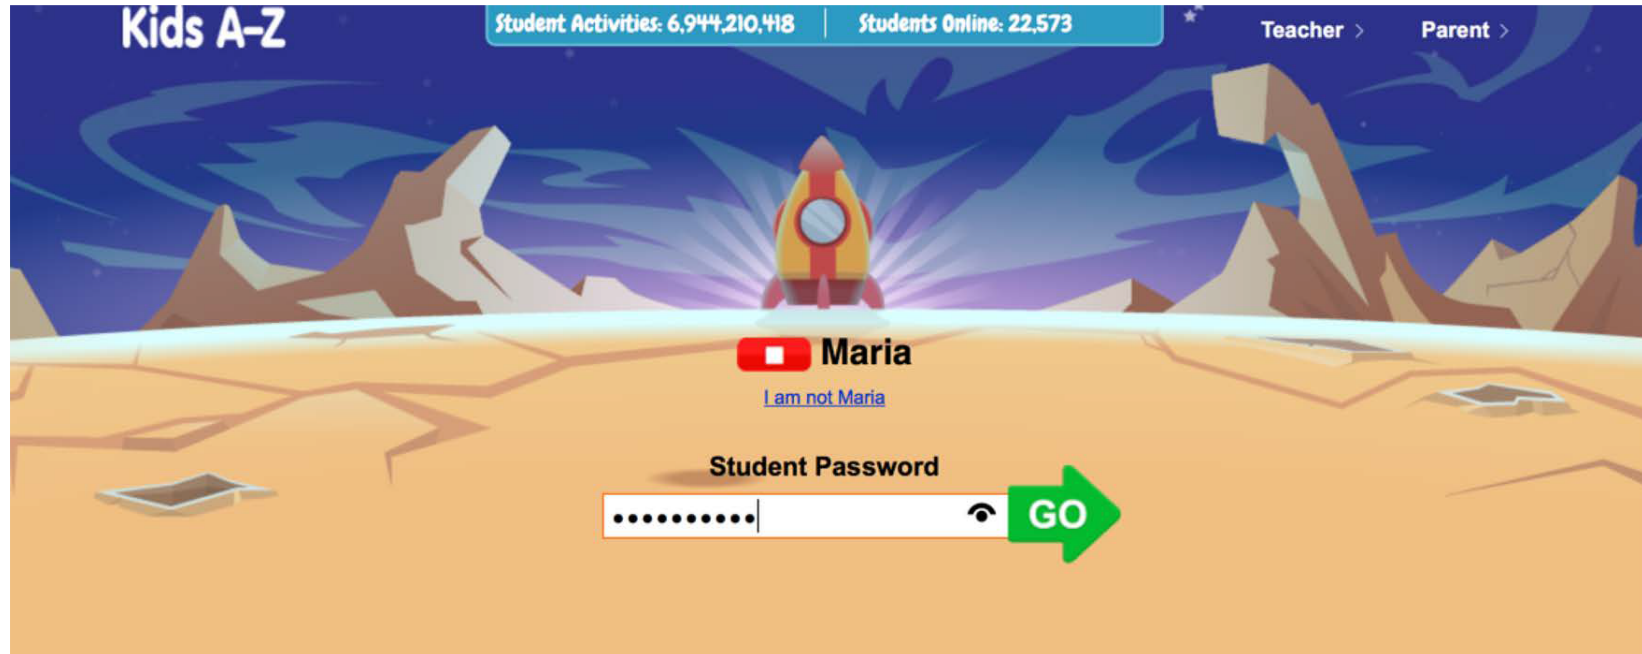 Kids A-Z
Student Activities: 6,944,210,418 | Students Online: 22,573
Teacher >
Parent >
Maria
I am not Maria
Student Password
••••••••••
GO